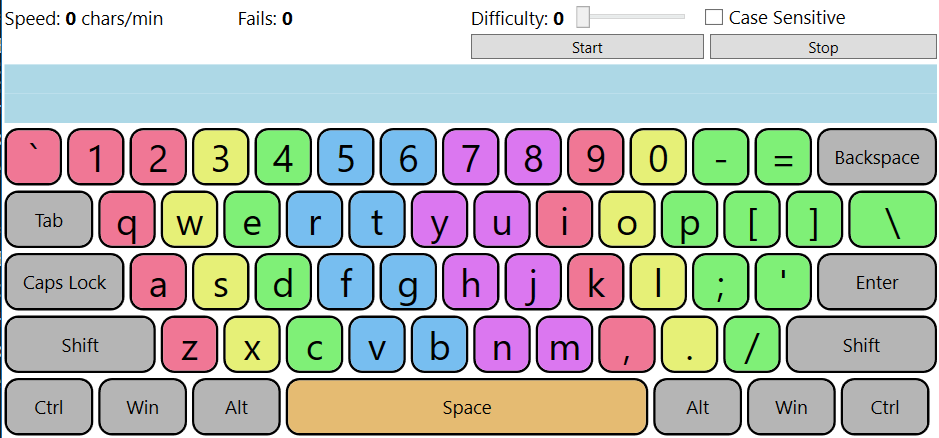 Speed: 0 chars/min Fails: 0 Difficulty: 0 Case Sensitive
Start Stop
` 1 2 3 4 5 6 7 8 9 0 - = Backspace
Tab q w e r t y u i o p [ ] \
Caps Lock a s d f g h j k l ; ' Enter
Shift z x c v b n m , . / Shift
Ctrl Win Alt Space Alt Win Ctrl